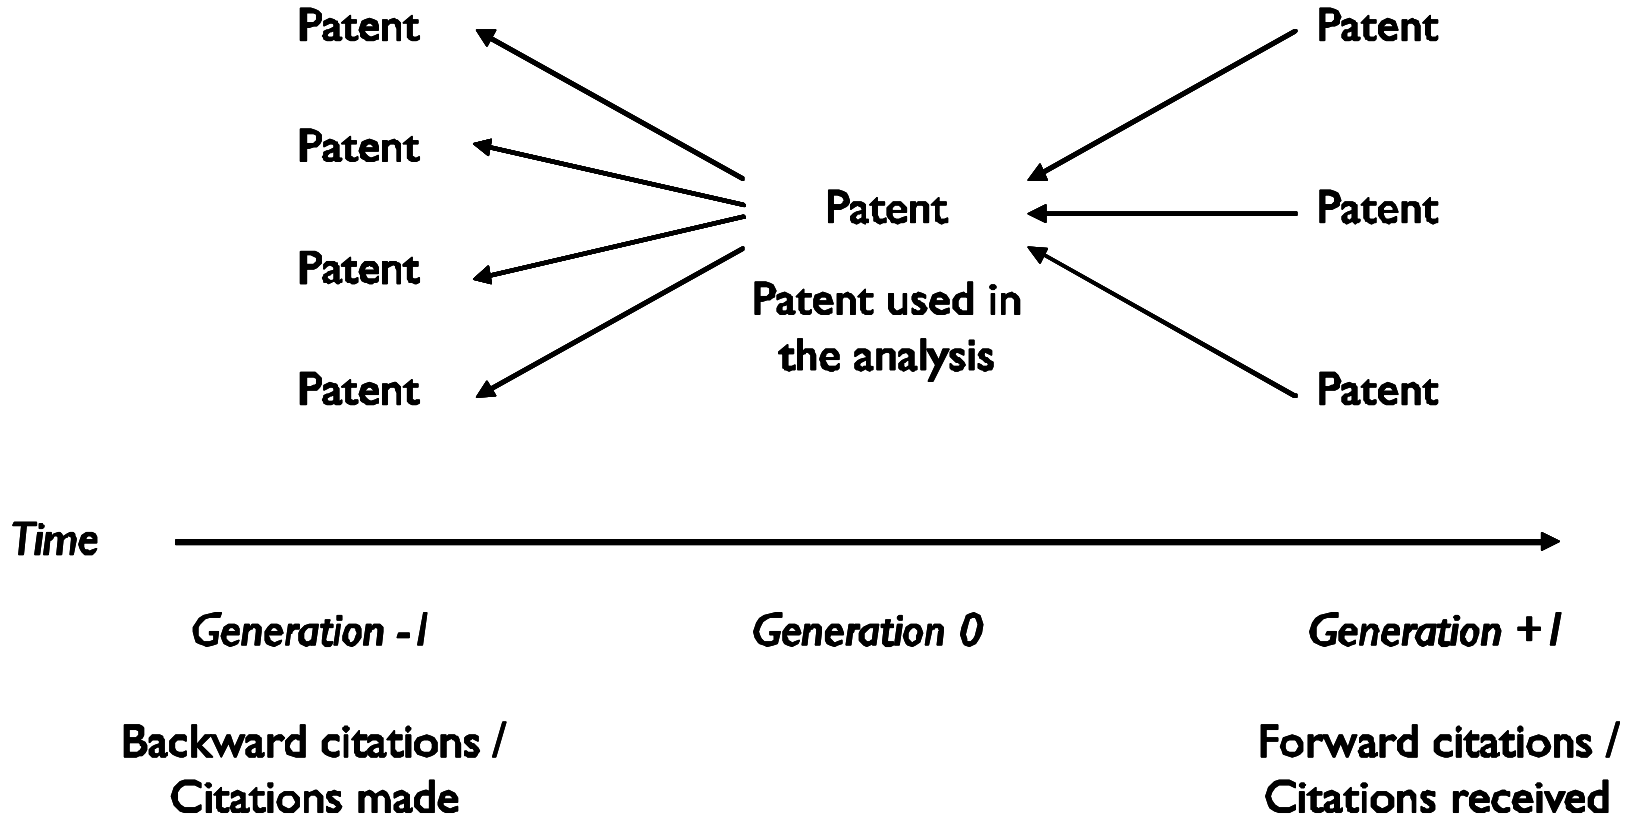 Patent
Patent
Patent
Patent
Patent
Patent used in
the analysis
Patent
Patent
Patent
Time
Generation -1
Generation 0
Generation +1
Backward citations /
Citations made
Forward citations /
Citations received